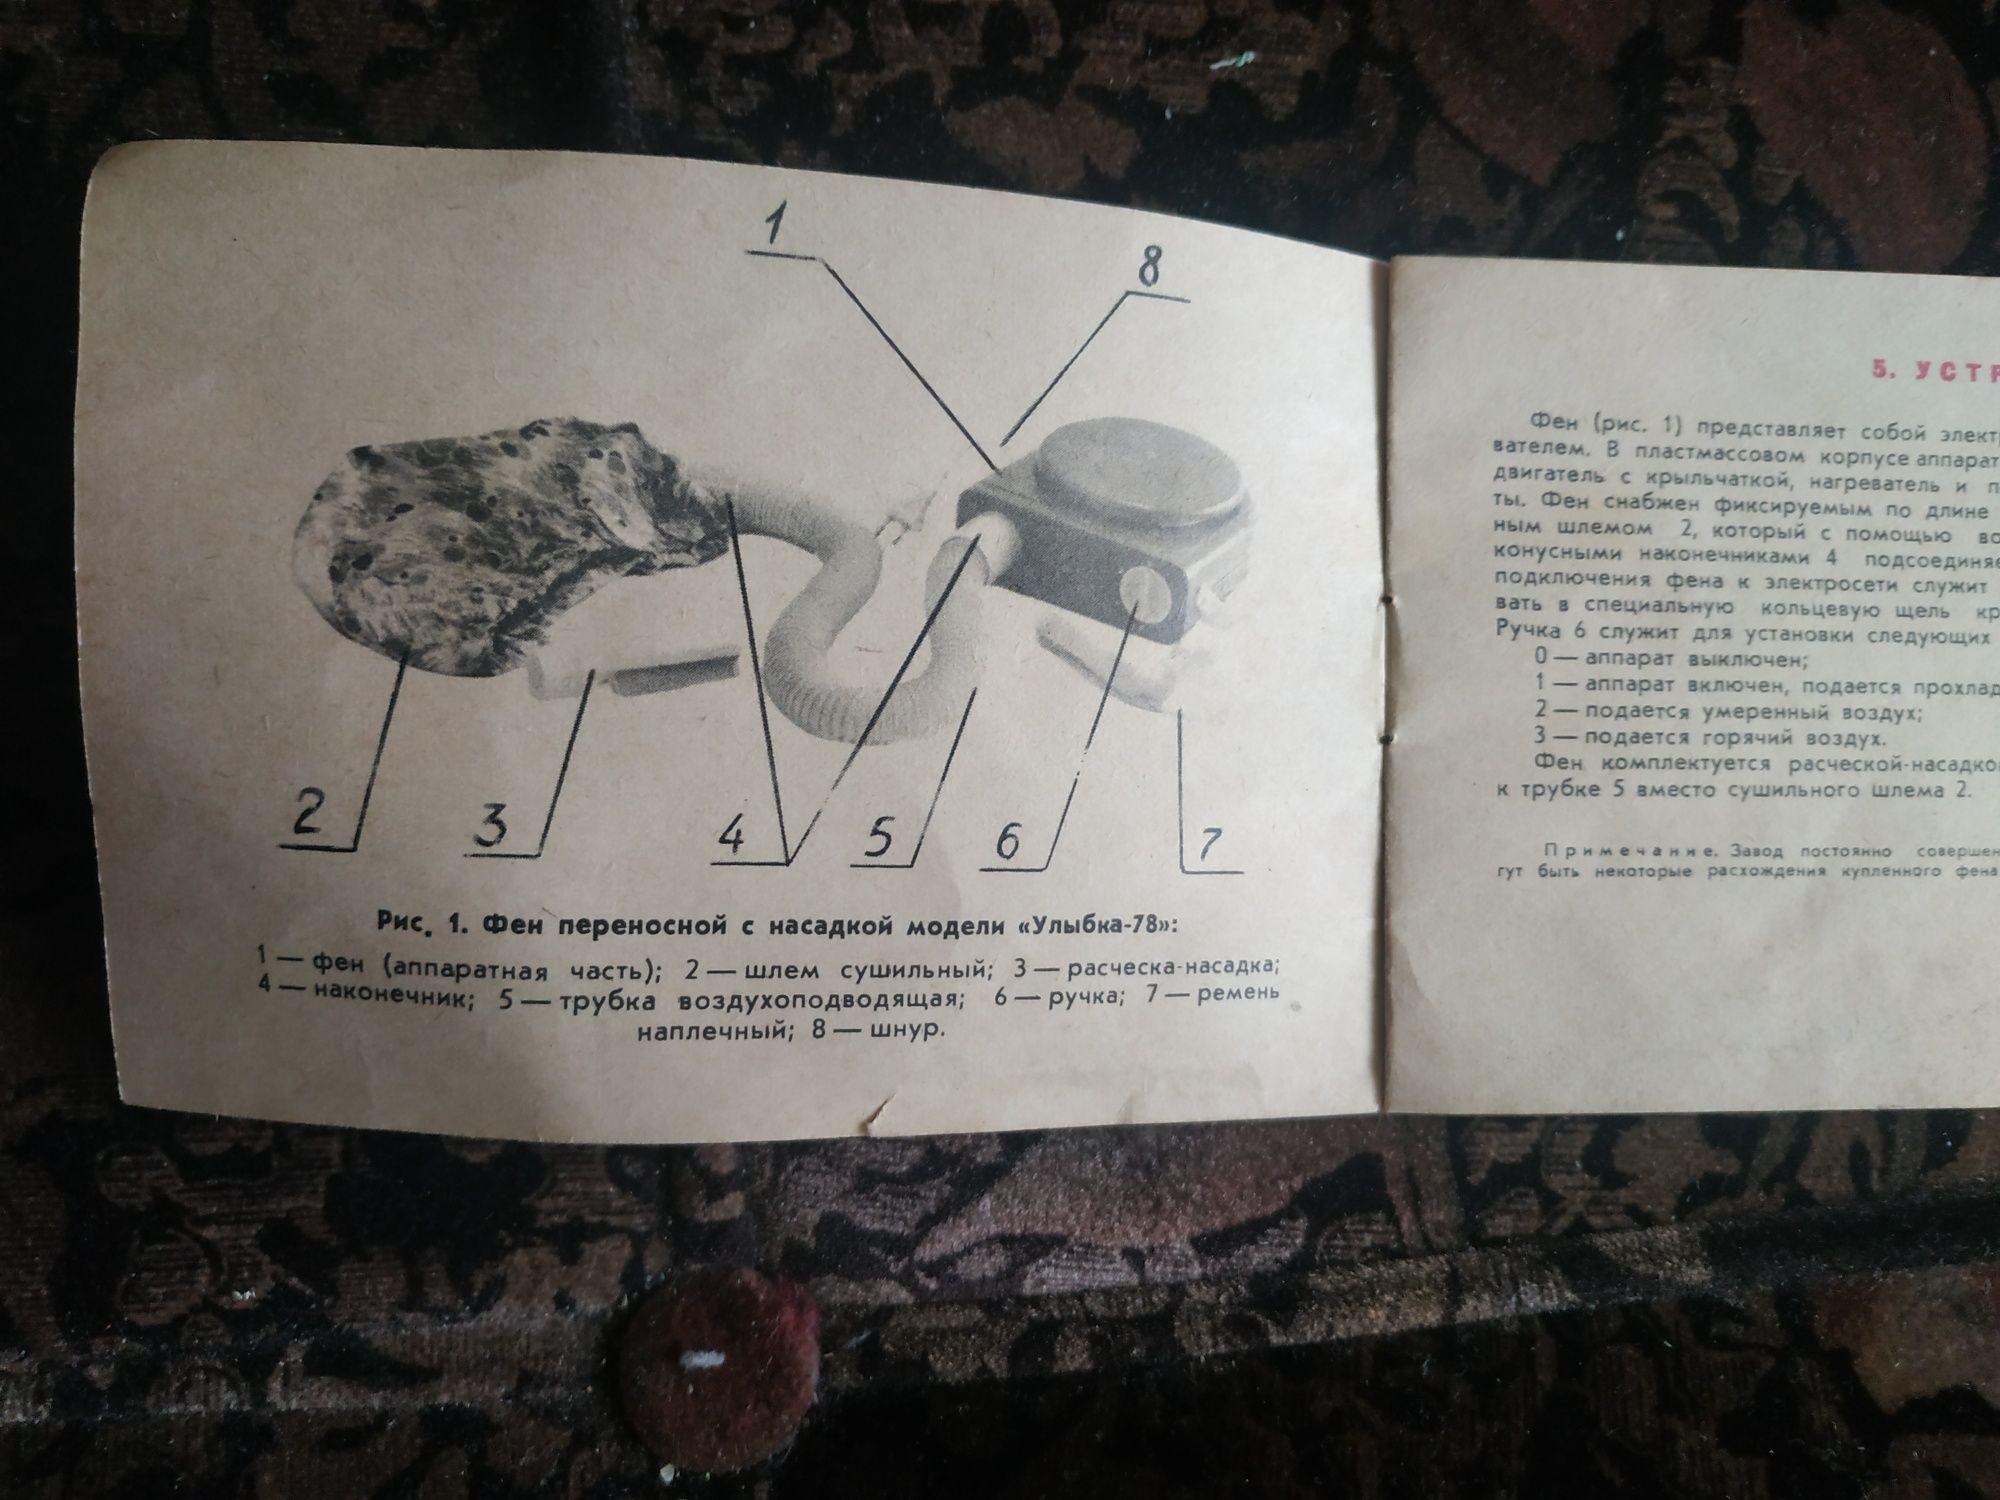 1
8
2
3
4
5
6
7
Рис. 1. Фен переносной с насадкой модели «Улыбка-78»:
1 — фен (аппаратная часть); 2 — шлем сушильный; 3 — расческа-насадка;
4 — наконечник; 5 — трубка воздухоподводящая; 6 — ручка; 7 — ремень
наплечный; 8 — шнур.
5. УСТР
Фен (рис. 1) представляет собой электр
вателем. В пластмассовом корпусе аппарат
двигатель с крыльчаткой, нагреватель и п
ты. Фен снабжен фиксируемым по длине
ным шлемом 2, который с помощью во
конусными наконечниками 4 подсоединяе
подключения фена к электросети служит
вать в специальную кольцевую щель кр
Ручка 6 служит для установки следующих
0 — аппарат выключен;
1 — аппарат включен, подается прохлад
2 — подается умеренный воздух;
3 — подается горячий воздух.
Фен комплектуется расческой-насадко
к трубке 5 вместо сушильного шлема 2.
Примечание. Завод постоянно совершен
гут быть некоторые расхождения купленного фена